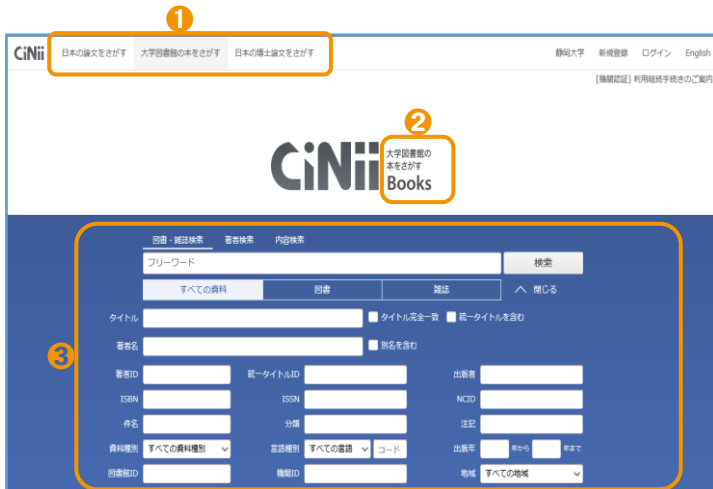 1
CiNii 日本の論文をさがす 大学図書館の本をさがす 日本の博士論文をさがす 静岡大学 新規登録 ログイン English
[機関認証] 利用継続手続きのご案内
2
CiNii 大学図書館の
本をさがす
Books
図書・雑誌検索 著者検索 内容検索
フリーワード 検索
すべての資料 図書 雑誌 閉じる
タイトル タイトル完全一致 統一タイトルを含む
3
著者名 別名を含む
著者ID 統一タイトルID 出版者
ISBN ISSN NCID
件名 分類 注記
資料種別 すべての資料種別 言語種別 すべての言語 コード 出版年 年から 年まで
図書館ID 機関ID 地域 すべての地域